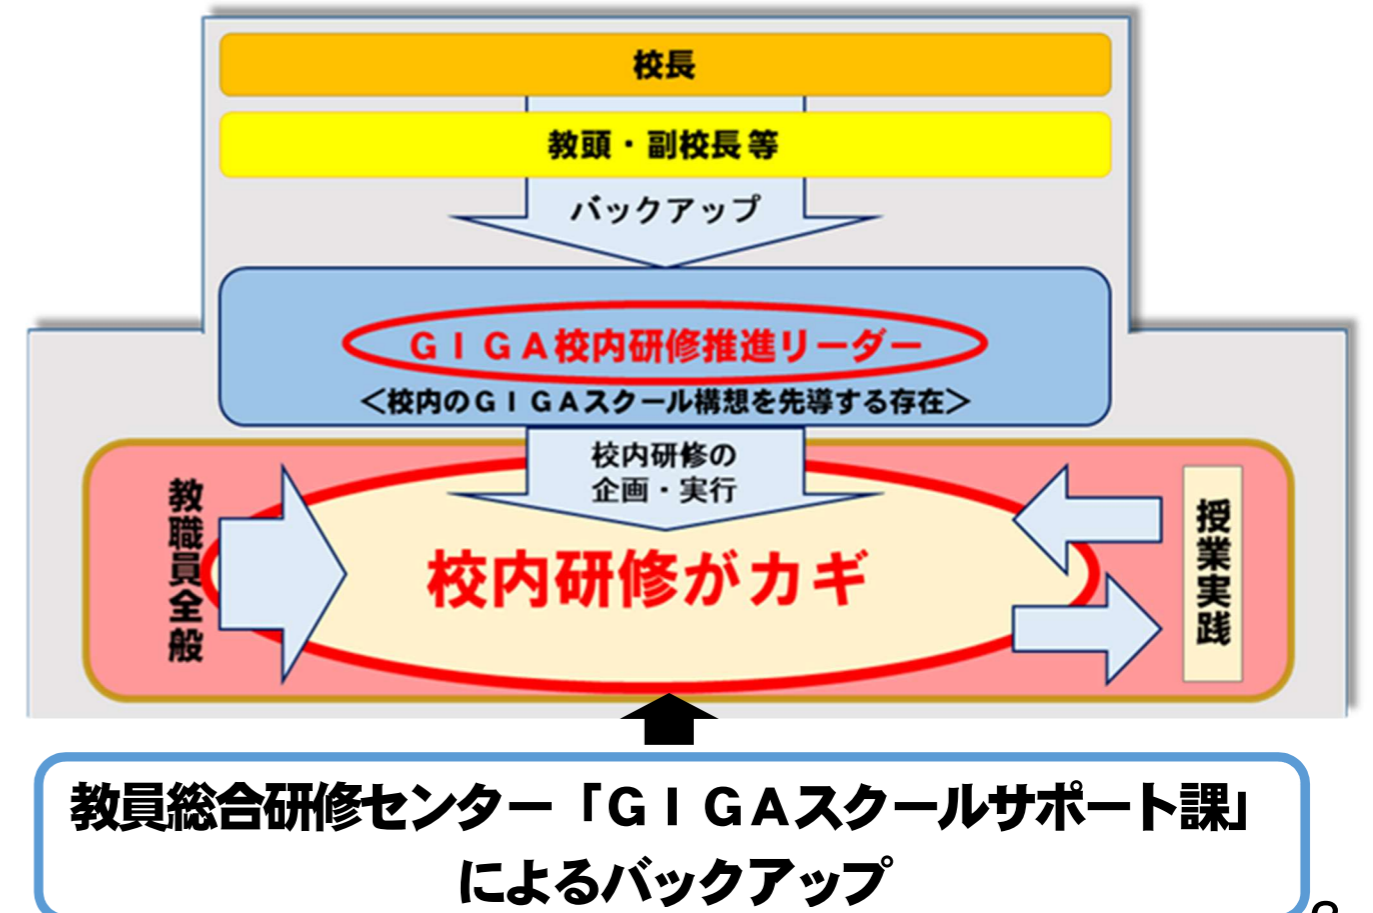 校長
教頭・副校長等
バックアップ
ＧＩＧＡ校内研修推進リーダー
＜校内のＧＩＧＡスクール構想を先導する存在＞
校内研修の
企画・実行
教職員全般
校内研修がカギ
授業実践
教員総合研修センター「ＧＩＧＡスクールサポート課」
によるバックアップ